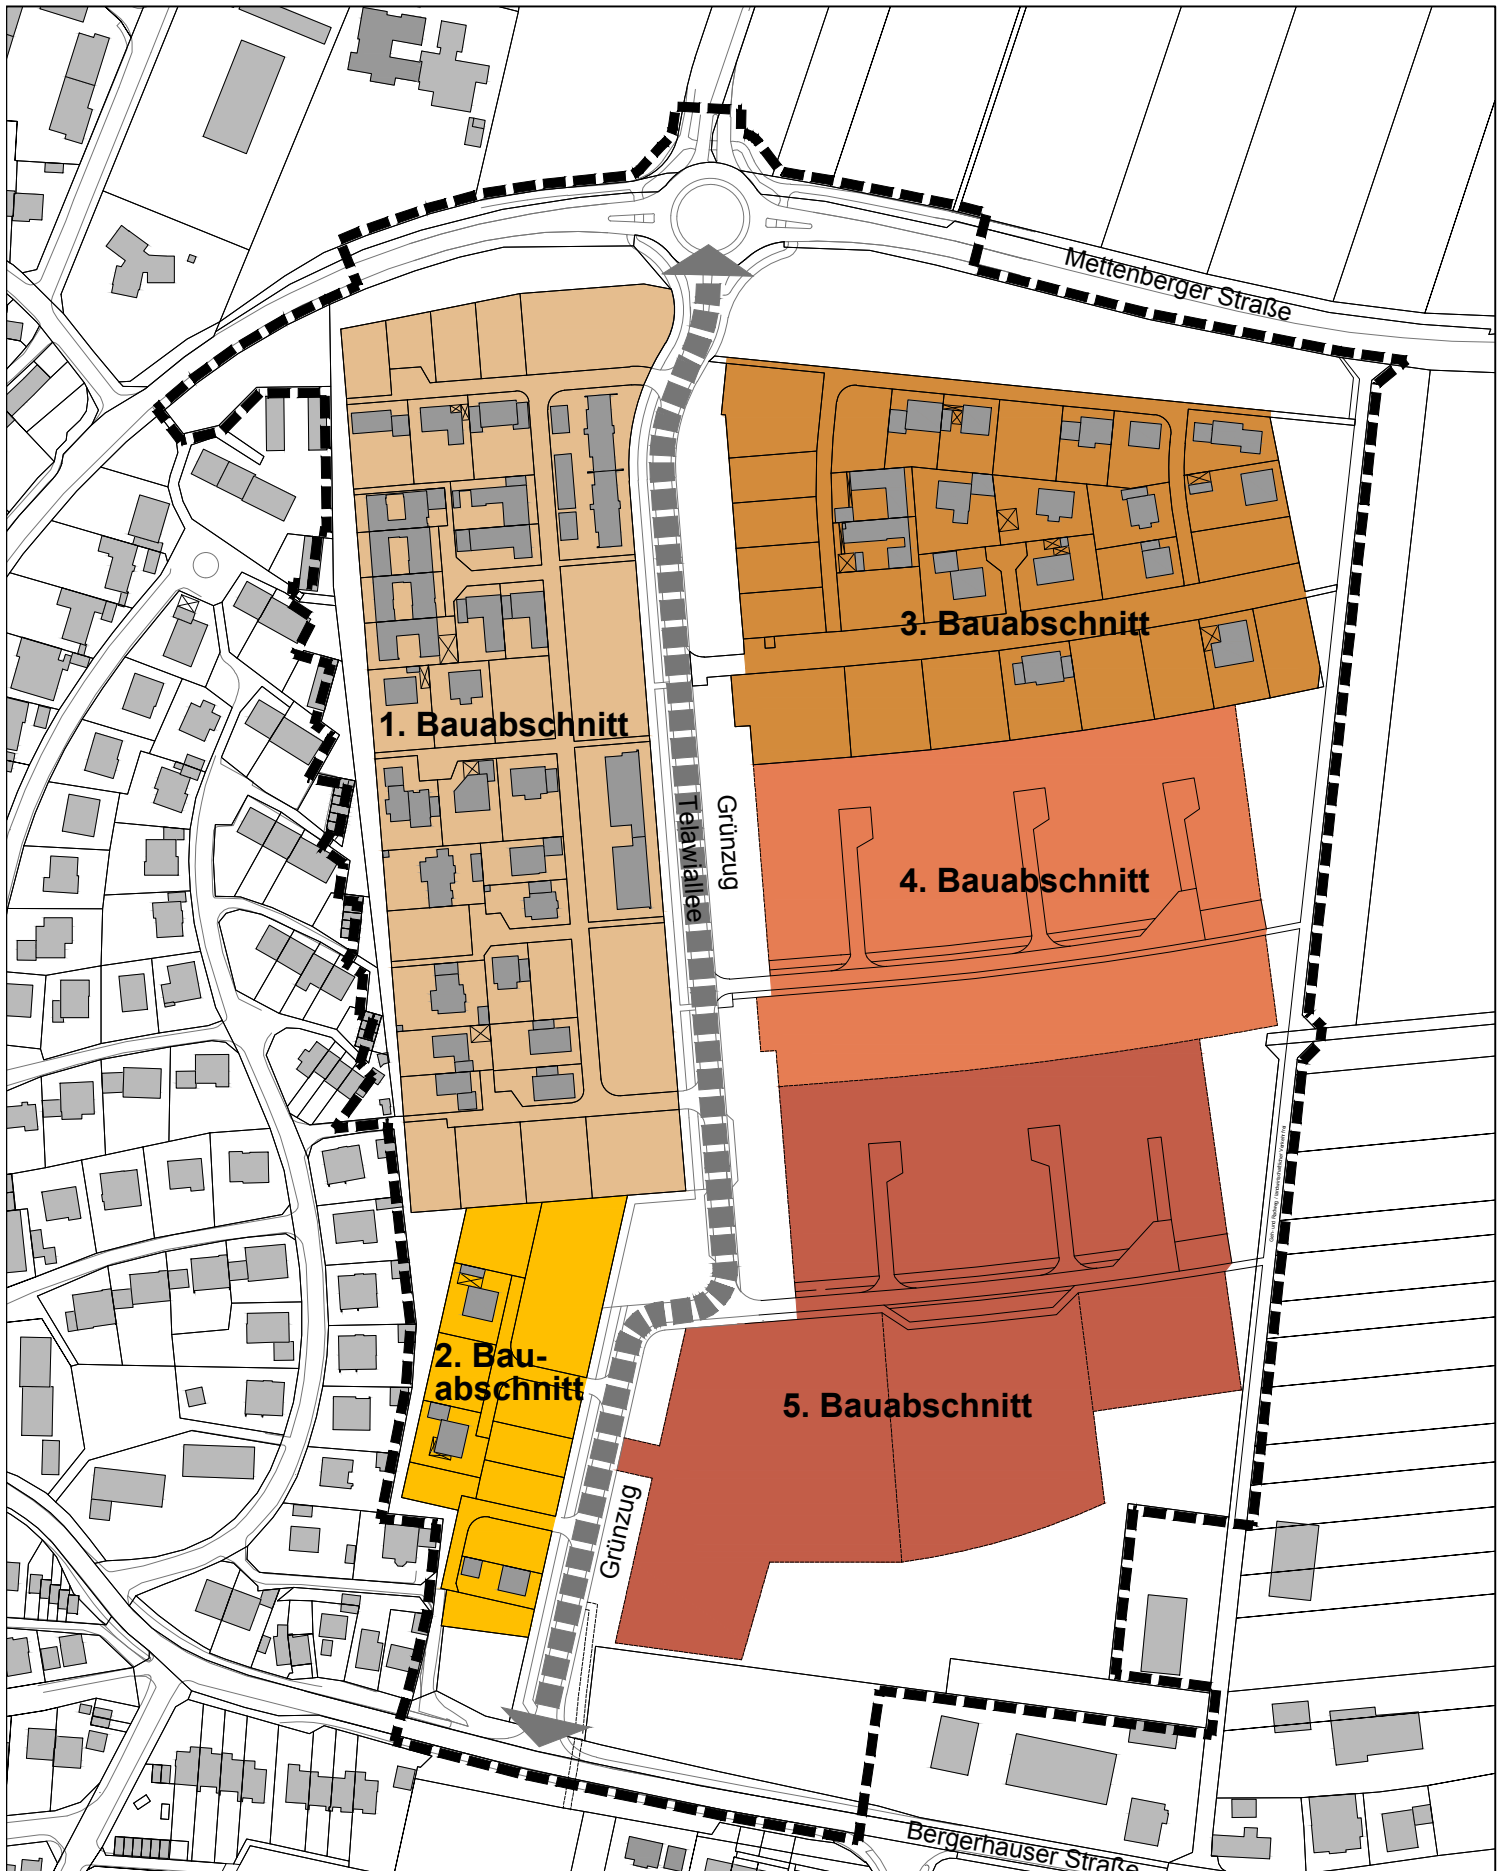 Mettenberger Straße
3. Bauabschnitt
1. Bauabschnitt
Grünzug
Telawiallee
4. Bauabschnitt
2. Bau-
abschnitt
5. Bauabschnitt
Grünzug
Bergerhauser Straße